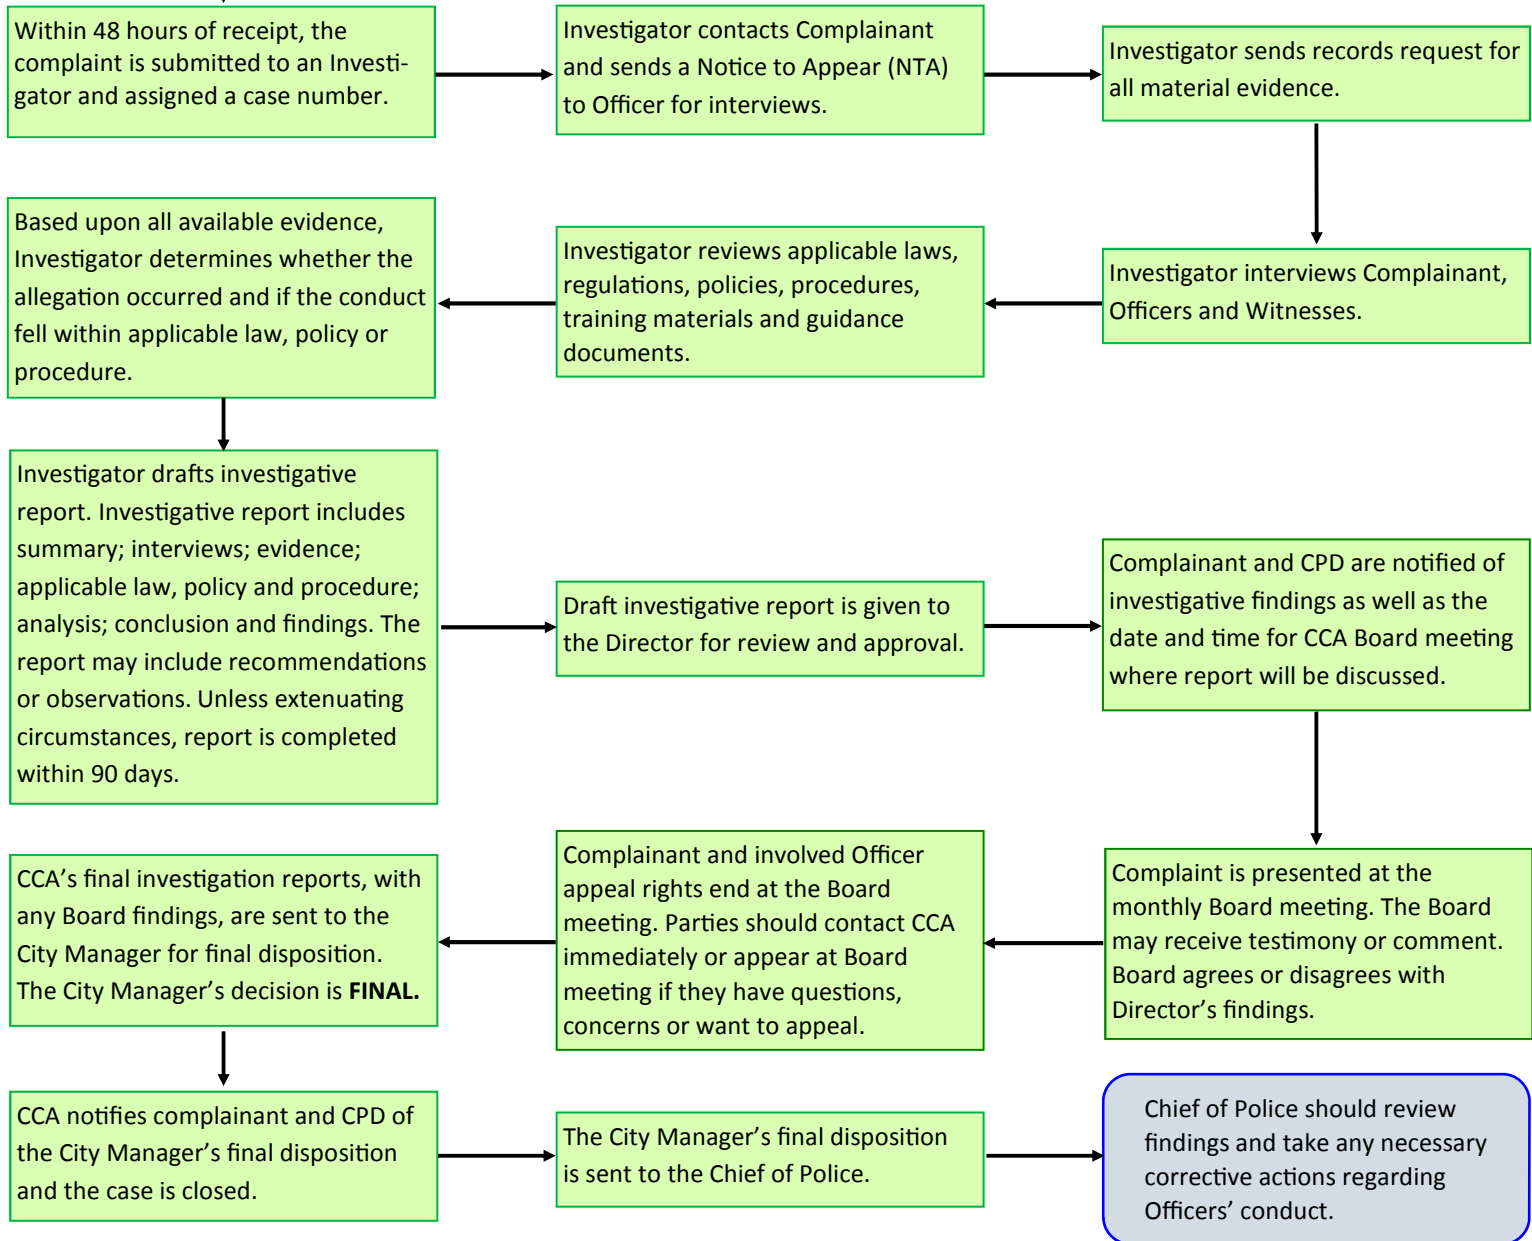 Within 48 hours of receipt, the
complaint is submitted to an Investi-
gator and assigned a case number.
Investigator contacts Complainant
and sends a Notice to Appear (NTA)
to Officer for interviews.
Investigator sends records request for
all material evidence.
Investigator interviews Complainant,
Officers and Witnesses.
Investigator reviews applicable laws,
regulations, policies, procedures,
training materials and guidance
documents.
Based upon all available evidence,
Investigator determines whether the
allegation occurred and if the conduct
fell within applicable law, policy or
procedure.
Investigator drafts investigative
report. Investigative report includes
summary; interviews; evidence;
applicable law, policy and procedure;
analysis; conclusion and findings. The
report may include recommendations
or observations. Unless extenuating
circumstances, report is completed
within 90 days.
Draft investigative report is given to
the Director for review and approval.
Complainant and CPD are notified of
investigative findings as well as the
date and time for CCA Board meeting
where report will be discussed.
Complaint is presented at the
monthly Board meeting. The Board
may receive testimony or comment.
Board agrees or disagrees with
Director’s findings.
Complainant and involved Officer
appeal rights end at the Board
meeting. Parties should contact CCA
immediately or appear at Board
meeting if they have questions,
concerns or want to appeal.
CCA’s final investigation reports, with
any Board findings, are sent to the
City Manager for final disposition.
The City Manager’s decision is FINAL.
CCA notifies complainant and CPD of
the City Manager’s final disposition
and the case is closed.
The City Manager’s final disposition
is sent to the Chief of Police.
Chief of Police should review
findings and take any necessary
corrective actions regarding
Officers’ conduct.